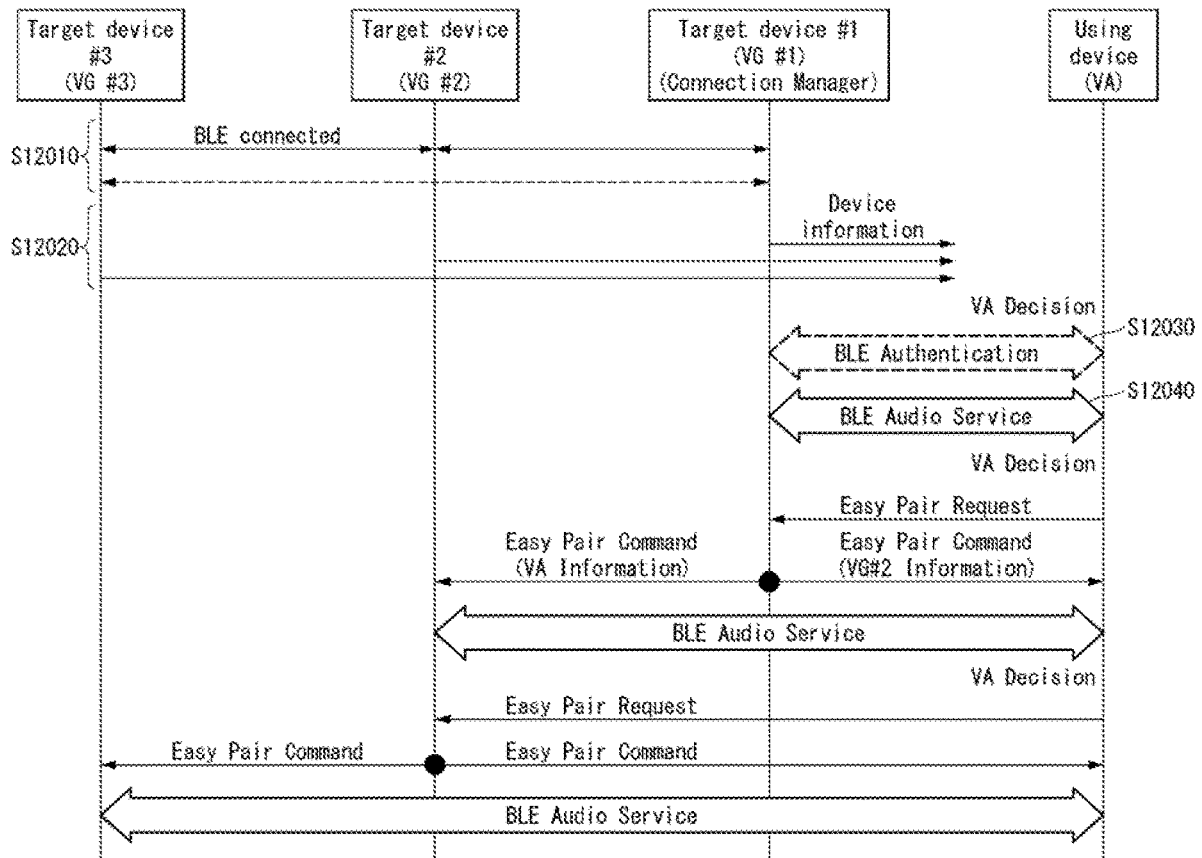 Target device
#3
(VG #3)
Target device
#2
(VG #2)
Target device #1
(VG #1)
(Connection Manager)
Using
device
(VA)
BLE connected
S12010
Device
information
S12020
VA Decision
S12030
BLE Authentication
S12040
BLE Audio Service
VA Decision
Easy Pair Request
Easy Pair Command
(VA Information)
Easy Pair Command
(VG#2 Information)
BLE Audio Service
VA Decision
Easy Pair Request
Easy Pair Command
Easy Pair Command
BLE Audio Service